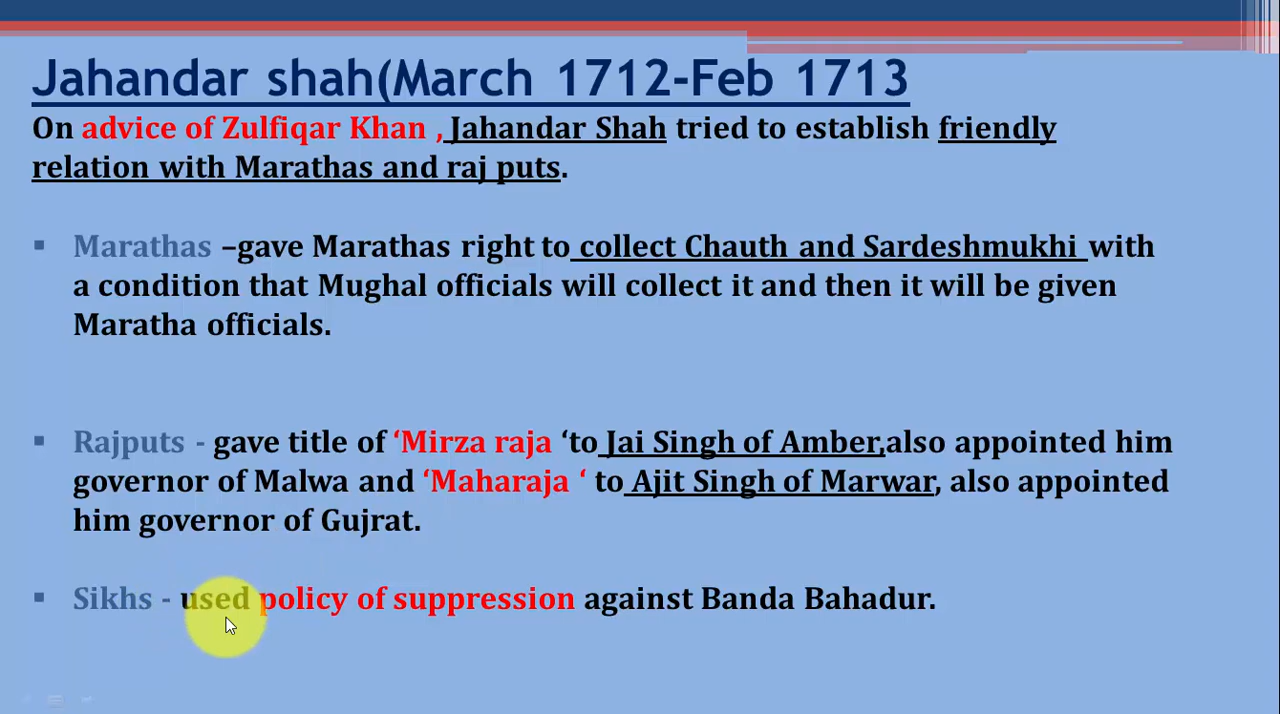 Jahandar shah(March 1712-Feb 1713
On advice of Zulfiqar Khan , Jahandar Shah tried to establish friendly
relation with Marathas and raj puts.
▪ Marathas –gave Marathas right to collect Chauth and Sardeshmukhi with
a condition that Mughal officials will collect it and then it will be given
Maratha officials.
▪ Rajputs - gave title of ‘Mirza raja ‘to Jai Singh of Amber,also appointed him
governor of Malwa and ‘Maharaja ‘ to Ajit Singh of Marwar, also appointed
him governor of Gujrat.
▪ Sikhs - used policy of suppression against Banda Bahadur.